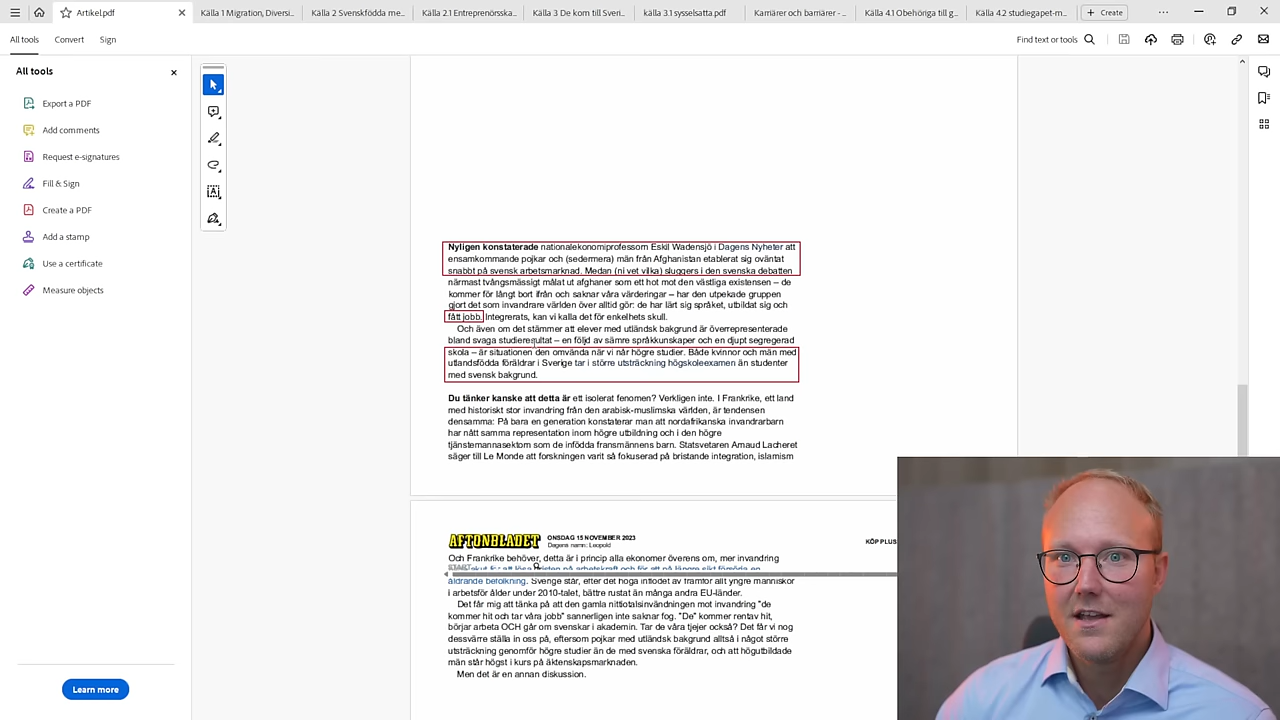 Artikel.pdf
Källa 1 Migration, Diversi...
Källa 2 Svenskfödda me...
Källa 2.1 Entreprenörsska...
Källa 3 De kom till Sveri...
källa 3.1 sysselsatta.pdf
Karriärer och barriärer - ...
Källa 4.1 Obehöriga till g...
Källa 4.2 studiegapet-m...
Create
All tools
Convert
Sign
Find text or tools
All tools
Export a PDF
Add comments
Request e-signatures
Fill & Sign
Create a PDF
Add a stamp
Use a certificate
Measure objects
Learn more
Nyligen konstaterade nationalekonomiprofessorn Eskil Wadensjö i Dagens Nyheter att
ensamkommande pojkar och (sedermera) män från Afghanistan etablerat sig oväntat
snabbt på svensk arbetsmarknad. Medan (ni vet vilka) sluggers i den svenska debatten
närmast tvångsmässigt målat ut afghaner som ett hot mot den västliga existensen – de
kommer för långt bort ifrån och saknar våra värderingar – har den utpekade gruppen
gjort det som invandrare världen över alltid gör: de har lärt sig språket, utbildat sig och
fått jobb. Integrerats, kan vi kalla det för enkelhets skull.
Och även om det stämmer att elever med utländsk bakgrund är överrepresenterade
bland svaga studieresultat – en följd av sämre språkkunskaper och en djupt segregerad
skola – är situationen den omvända när vi når högre studier. Både kvinnor och män med
utlandsfödda föräldrar i Sverige tar i större utsträckning högskoleexamen än studenter
med svensk bakgrund.
Du tänker kanske att detta är ett isolerat fenomen? Verkligen inte. I Frankrike, ett land
med historiskt stor invandring från den arabisk-muslimska världen, är tendensen
densamma: På bara en generation konstaterar man att nordafrikanska invandrarbarn
har nått samma representation inom högre utbildning och i den högre
tjänstemannasektorn som de infödda fransmännens barn. Statsvetaren Arnaud Lacheret
säger till Le Monde att forskningen varit så fokuserad på bristande integration, islamism
AFTONBLADET
ONSDAG 15 NOVEMBER 2023
Dagens namn: Leopold
KÖP PLUS
Och Frankrike behöver, detta är i princip alla ekonomer överens om, mer invandring
START
åldrande befolkning. Sverige står, efter det höga inflödet av framför allt yngre människor
i arbetsför ålder under 2010-talet, bättre rustat än många andra EU-länder.
Det får mig att tänka på att den gamla nittiotalsinvändningen mot invandring "de
kommer hit och tar våra jobb" sannerligen inte saknar fog. "De" kommer rentav hit,
börjar arbeta OCH går om svenskar i akademin. Tar de våra tjejer också? Det får vi nog
dessvärre ställa in oss på, eftersom pojkar med utländsk bakgrund alltså i något större
utsträckning genomför högre studier än de med svenska föräldrar, och att högutbildade
män står högst i kurs på äktenskapsmarknaden.
Men det är en annan diskussion.